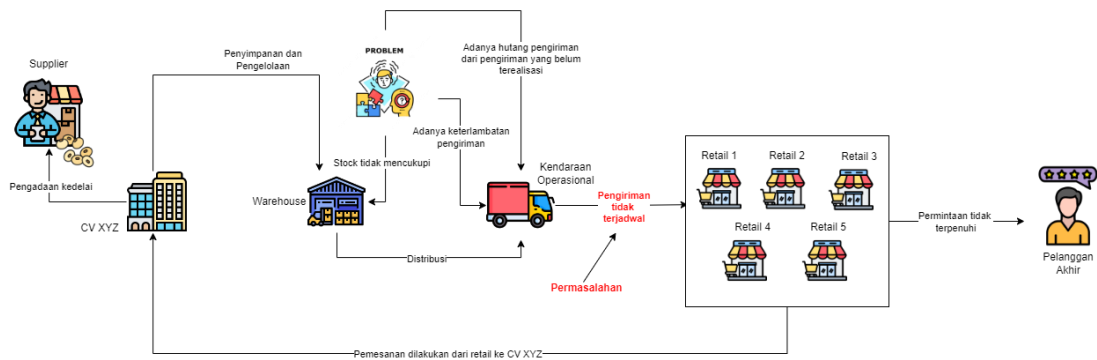 PROBLEM
Adanya hutang pengiriman
dari pengiriman yang belum
terealisasi
Penyimpanan dan
Pengelolaan
Supplier
Adanya keterlambatan
pengiriman
Stock tidak mencukupi
Kendaraan
Operasional
Retail 1
Retail 2
Retail 3
Pengadaan kedelai
Warehouse
Pengiriman
tidak
terjadwal
CV XYZ
Retail 4
Retail 5
Permintaan tidak
terpenuhi
Pelanggan
Akhir
Distribusi
Permasalahan
Pemesanan dilakukan dari retail ke CV XYZ